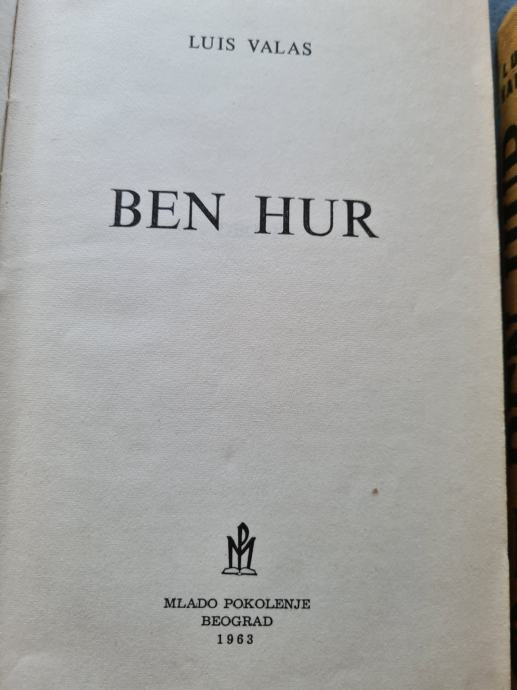 LUIS VALAS
BEN HUR
MLADO POKOLENJE
BEOGRAD
1963